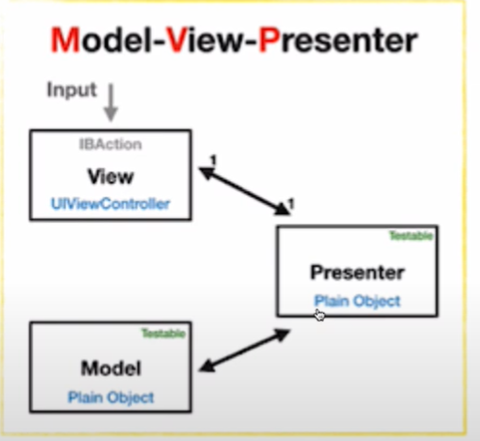 Model-View-Presenter
Input
IBAction
View
UIViewController
1
1
Testable
Presenter
Plain Object
Testable
Model
Plain Object